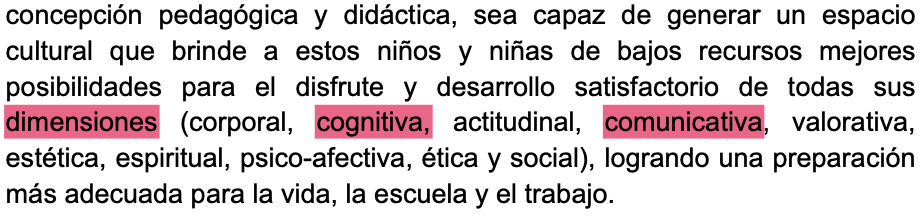 concepción pedagógica y didáctica, sea capaz de generar un espacio
cultural que brinde a estos niños y niñas de bajos recursos mejores
posibilidades para el disfrute y desarrollo satisfactorio de todas sus
dimensiones (corporal, cognitiva, actitudinal, comunicativa, valorativa,
estética, espiritual, psico-afectiva, ética y social), logrando una preparación
más adecuada para la vida, la escuela y el trabajo.